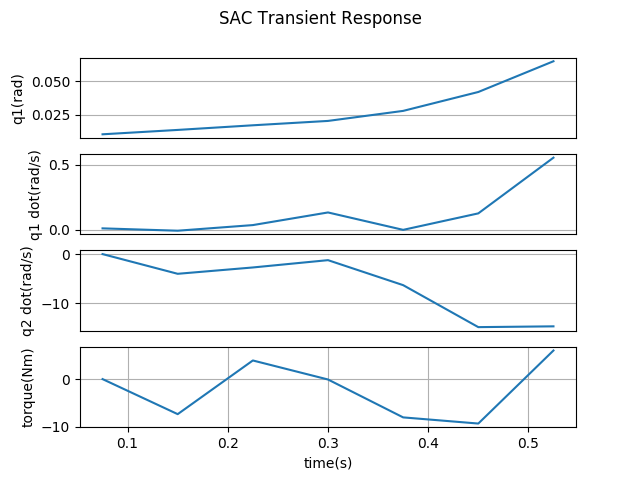 SAC Transient Response
q1(rad)
0.050
0.025
q1 dot(rad/s)
0.5
0.0
q2 dot(rad/s)
0
−10
torque(Nm)
0
−10
0.1 0.2 0.3 0.4 0.5
time(s)